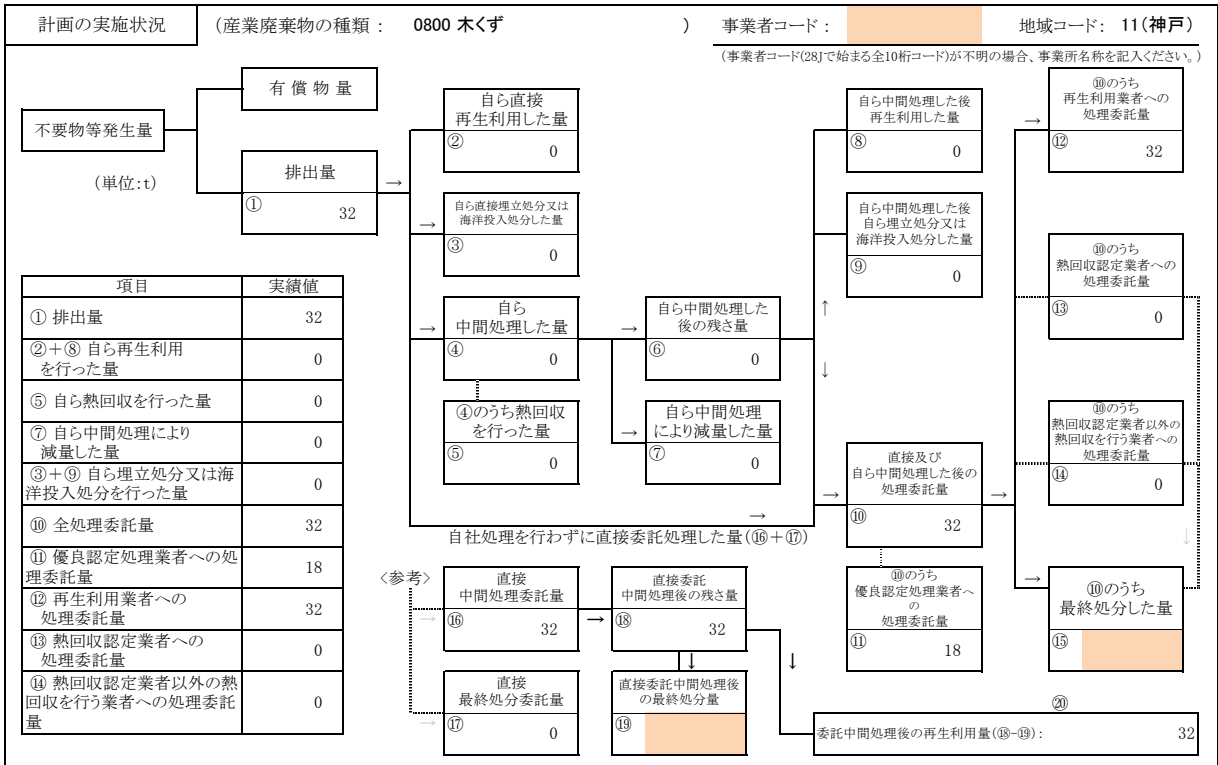 計画の実施状況 (産業廃棄物の種類： 0800 木くず ) 事業者コード： 地域コード： 11(神戸)
(事業者コード(28Jで始まる全10桁コード)が不明の場合、事業所名称を記入ください。)
不要物等発生量
(単位:t)
有償物量
排出量
① 32
→
自ら直接
再生利用した量
② 0
→
自ら直接埋立処分又は
海洋投入処分した量
③ 0
→
自ら
中間処理した量
④ 0
④のうち熱回収
を行った量
⑤ 0
→
自ら中間処理した
後の残さ量
⑥ 0
→
自ら中間処理
により減量した量
⑦ 0
自ら中間処理した後
再生利用した量
⑧ 0
自ら中間処理した後
自ら埋立処分又は
海洋投入処分した量
⑨ 0
↑
↓
→
→
自社処理を行わずに直接委託処理した量(⑯＋⑰)
直接及び
自ら中間処理した後の
処理委託量
⑩ 32
→
⑩のうち
優良認定処理業者へ
の
処理委託量
⑪ 18
→
⑩のうち
再生利用業者への
処理委託量
⑫ 32
⑩のうち
熱回収認定業者への
処理委託量
⑬ 0
⑩のうち
熱回収認定業者以外の
熱回収を行う業者への
処理委託量
⑭ 0
↓
→
⑩のうち
最終処分した量
⑮
項目 実績値
① 排出量 32
②＋⑧ 自ら再生利用
を行った量 0
⑤ 自ら熱回収を行った量 0
⑦ 自ら中間処理により
減量した量 0
③＋⑨ 自ら埋立処分又は海
洋投入処分を行った量 0
⑩ 全処理委託量 32
⑪ 優良認定処理業者への処
理委託量 18
⑫ 再生利用業者への
処理委託量 32
⑬ 熱回収認定業者への
処理委託量 0
⑭ 熱回収認定業者以外の熱
回収を行う業者への処理委託
量 0
〈参考〉
直接
中間処理委託量
→ ⑯ 32
→
直接委託
中間処理後の残さ量
⑱ 32
直接
最終処分委託量
→ ⑰ 0
↓
直接委託中間処理後
の最終処分量
⑲
↓
⑳
委託中間処理後の再生利用量(⑱-⑲)： 32